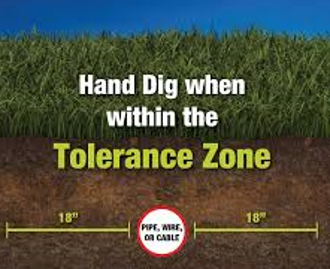 Hand Dig when
within the
Tolerance Zone
18" PIPE, WIRE, 18"
OR CABLE